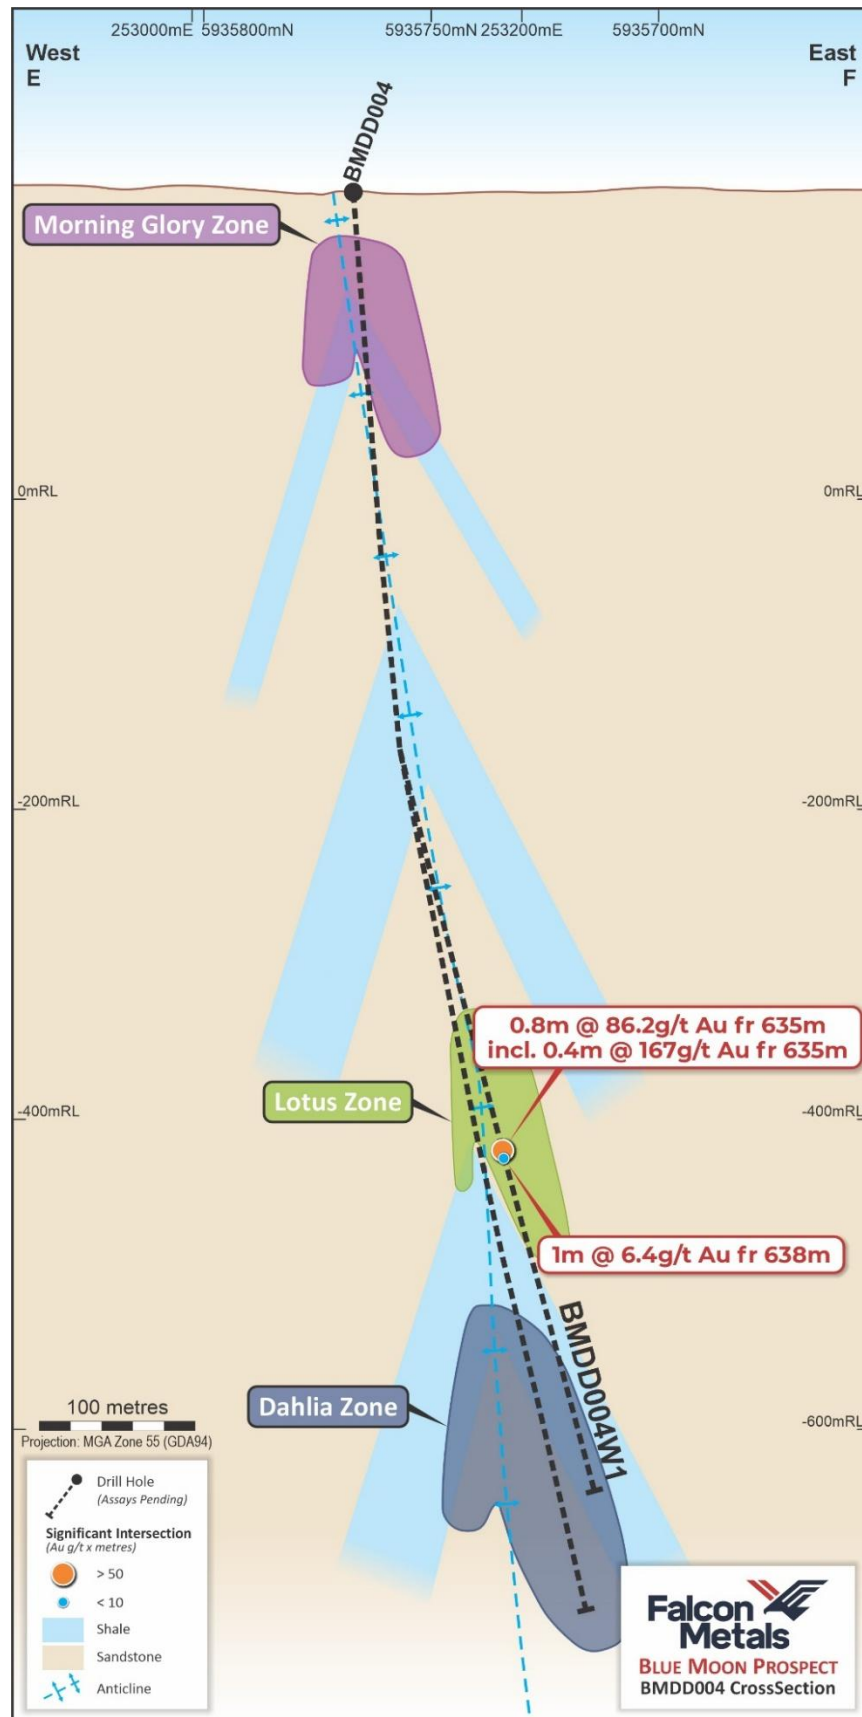 253000mE
5935800mN
5935750mN
253200mE
5935700mN
West
E
East
F
BMDD004
Morning Glory Zone
0mRL
0mRL
-200mRL
-200mRL
0.8m @ 86.2g/t Au fr 635m
incl. 0.4m @ 167g/t Au fr 635m
Lotus Zone
-400mRL
-400mRL
1m @ 6.4g/t Au fr 638m
BMDD004W1
Dahlia Zone
-600mRL
100 metres
Projection: MGA Zone 55 (GDA94)
Drill Hole
(Assays Pending)
Significant Intersection
(Au g/t x metres)
> 50
< 10
Shale
Sandstone
Anticline
Falcon
Metals
BLUE MOON PROSPECT
BMDD004 CrossSection